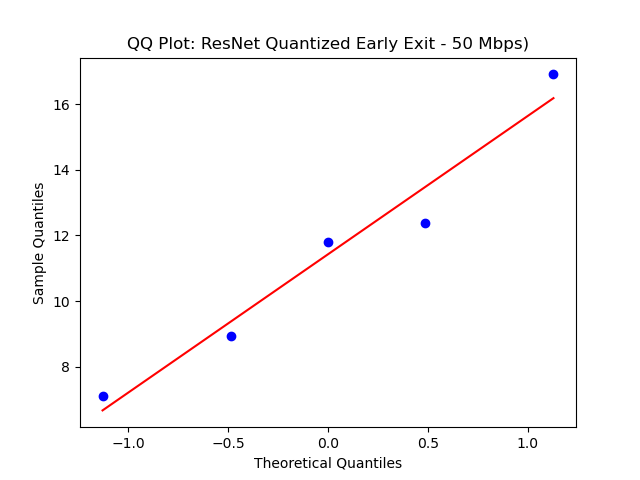 QQ Plot: ResNet Quantized Early Exit - 50 Mbps)
16
14
12
10
8
Sample Quantiles
−1.0 −0.5 0.0 0.5 1.0
Theoretical Quantiles